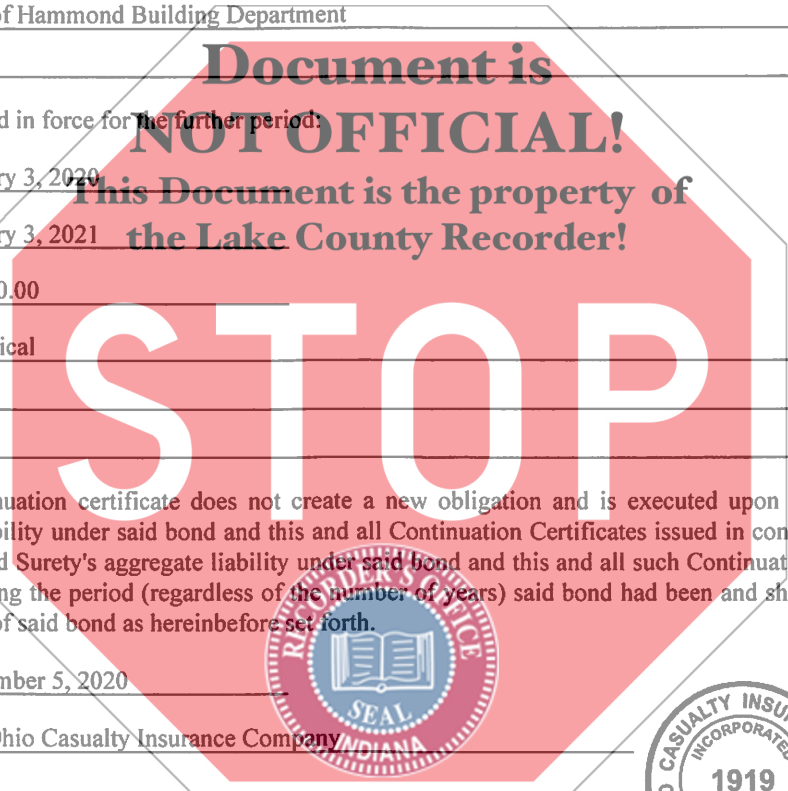 of Hammond Building Department
Document is
d in force for the further period:
NOT OFFICIAL!
ry 3, 2020
This Document is the property of
ry 3, 2021
the Lake County Recorder!
0.00
ical
STOP
nuation certificate does not create a new obligation and is executed upon
bility under said bond and this and all Continuation Certificates issued in con
d Surety's aggregate liability under said bond and this and all such Continuat
ng the period (regardless of the number of years) said bond had been and sh
of said bond as hereinbefore set forth.
RECORDER'S OFFICE
SEAL
INDIANA
mber 5, 2020
Ohio Casualty Insurance Company
CASUALTY INSU
INCORPORATED
1919